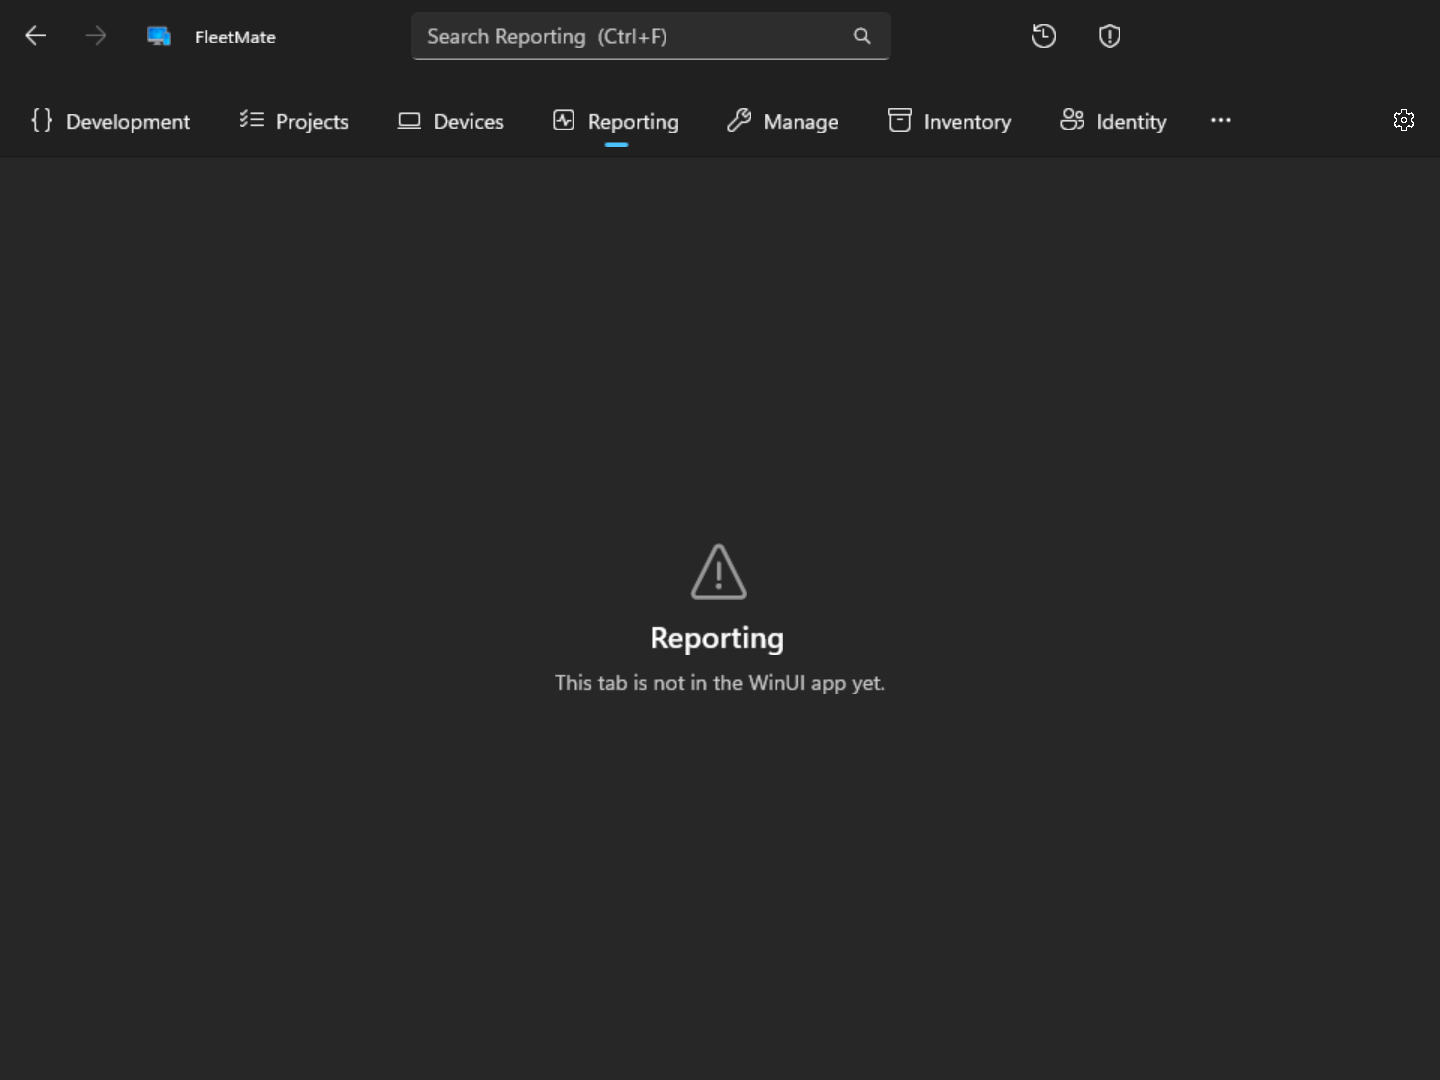 FleetMate
Search Reporting (Ctrl+F)
Development Projects Devices Reporting Manage Inventory Identity ...
Reporting
This tab is not in the WinUI app yet.